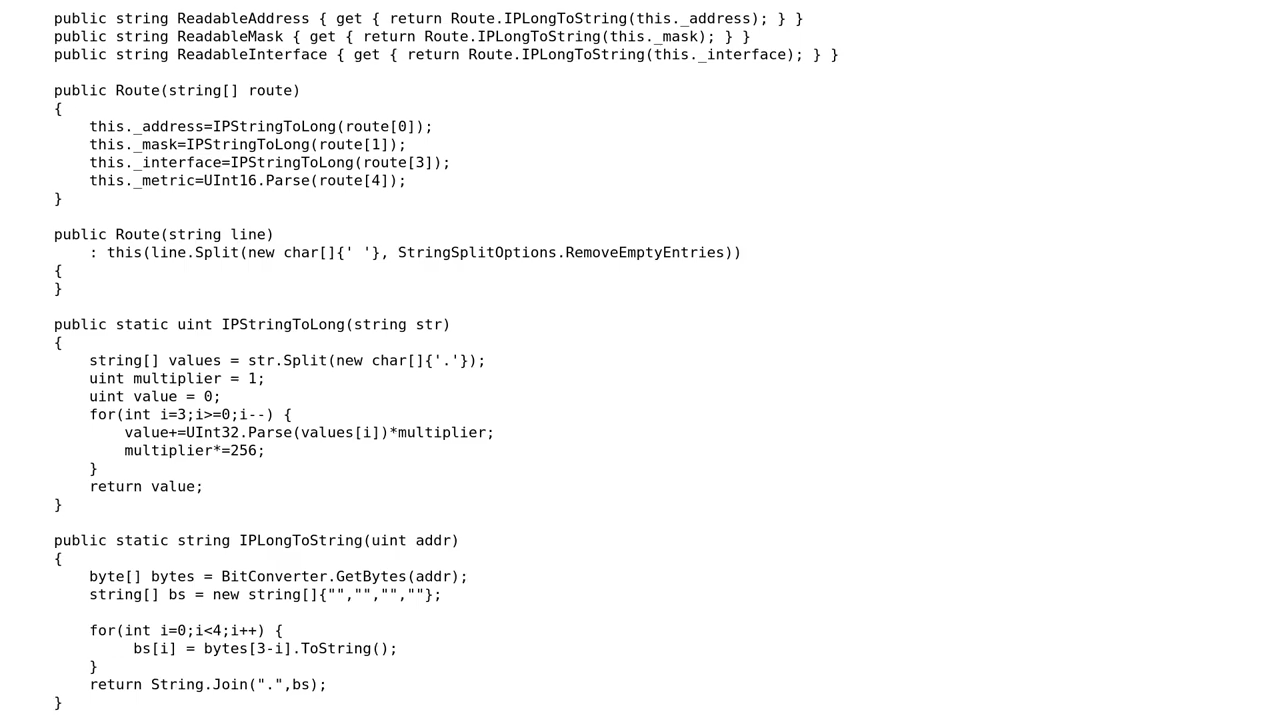 public string ReadableAddress { get { return Route.IPLongToString(this._address); } }
public string ReadableMask { get { return Route.IPLongToString(this._mask); } }
public string ReadableInterface { get { return Route.IPLongToString(this._interface); } }

public Route(string[] route)
{
    this._address=IPStringToLong(route[0]);
    this._mask=IPStringToLong(route[1]);
    this._interface=IPStringToLong(route[3]);
    this._metric=UInt16.Parse(route[4]);
}

public Route(string line)
    : this(line.Split(new char[]{' '}, StringSplitOptions.RemoveEmptyEntries))
{
}

public static uint IPStringToLong(string str)
{
    string[] values = str.Split(new char[]{'.'});
    uint multiplier = 1;
    uint value = 0;
    for(int i=3;i>=0;i--) {
        value+=UInt32.Parse(values[i])*multiplier;
        multiplier*=256;
    }
    return value;
}

public static string IPLongToString(uint addr)
{
    byte[] bytes = BitConverter.GetBytes(addr);
    string[] bs = new string[]{"","","",""};

    for(int i=0;i<4;i++) {
         bs[i] = bytes[3-i].ToString();
    }
    return String.Join(".",bs);
}